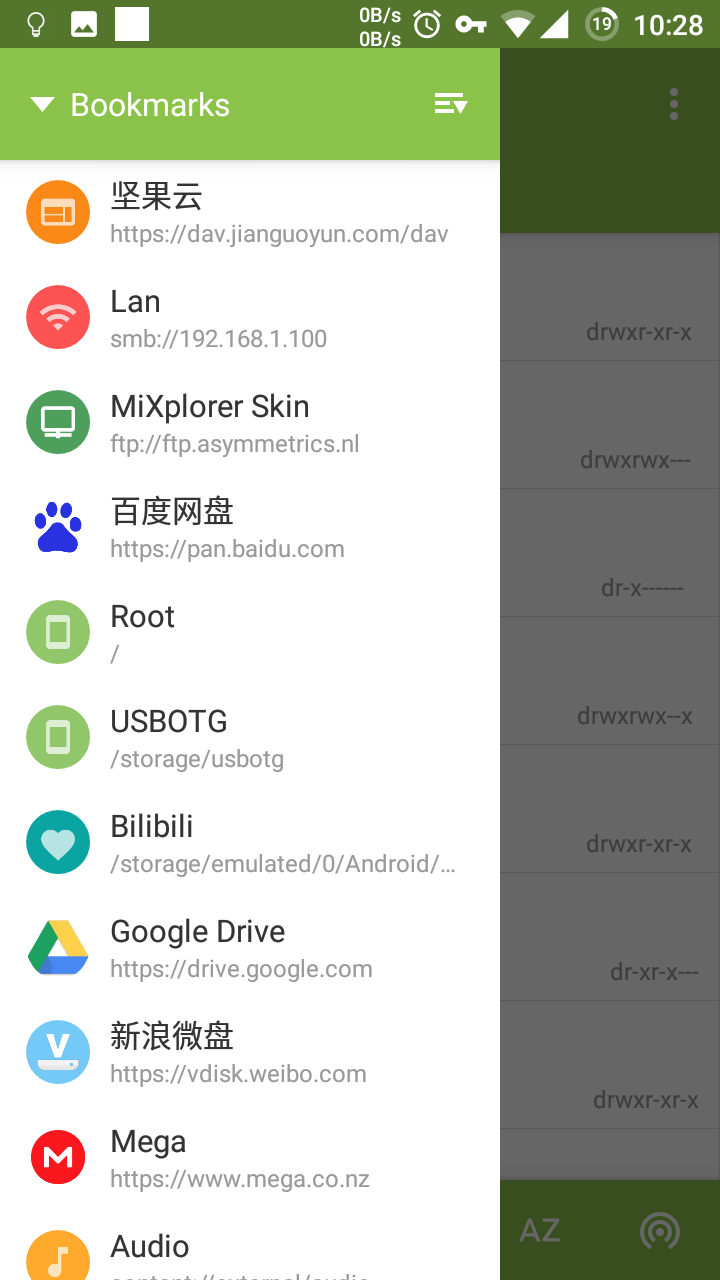 0B/s
0B/s
19
10:28
Bookmarks
坚果云
https://dav.jianguoyun.com/dav
Lan
smb://192.168.1.100
drwxr-xr-x
MiXplorer Skin
ftp://ftp.asymmetrics.nl
drwxrwx---
百度网盘
https://pan.baidu.com
dr-x------
Root
/
USBOTG
/storage/usbotg
drwxrwx--x
Bilibili
/storage/emulated/0/Android/...
drwxr-xr-x
Google Drive
https://drive.google.com
dr-xr-x---
新浪微盘
https://vdisk.weibo.com
drwxr-xr-x
Mega
https://www.mega.co.nz
Audio
AZ